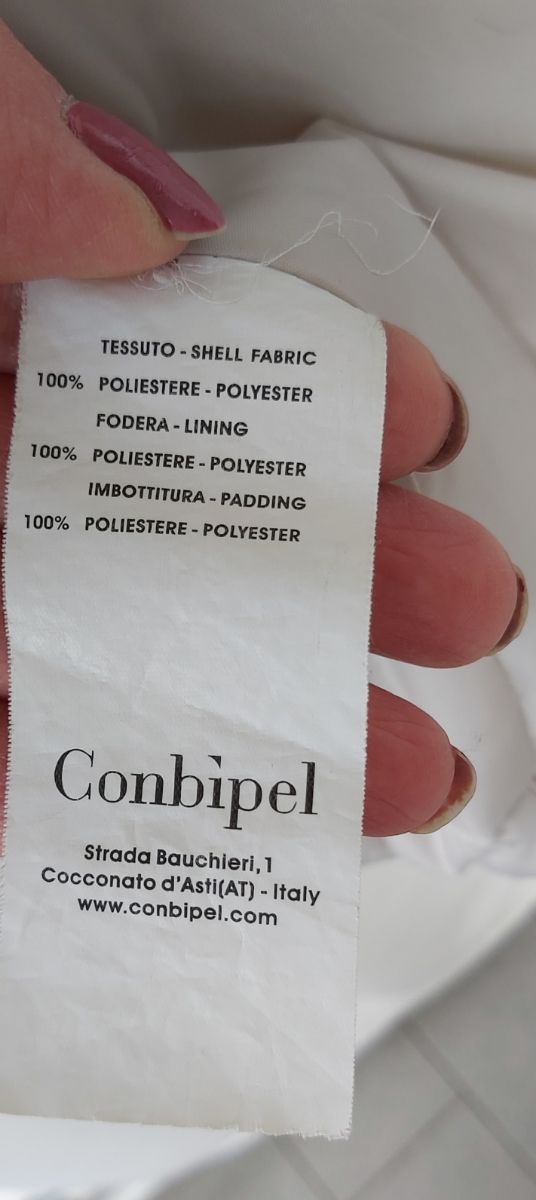 TESSUTO - SHELL FABRIC
100% POLIESTERE - POLYESTER
FODERA - LINING
100% POLIESTERE - POLYESTER
IMBOTTITURA - PADDING
100% POLIESTERE - POLYESTER
Conbipel
Strada Bauchieri, 1
Cocconato d'Asti(AT) - Italy
www.conbipel.com